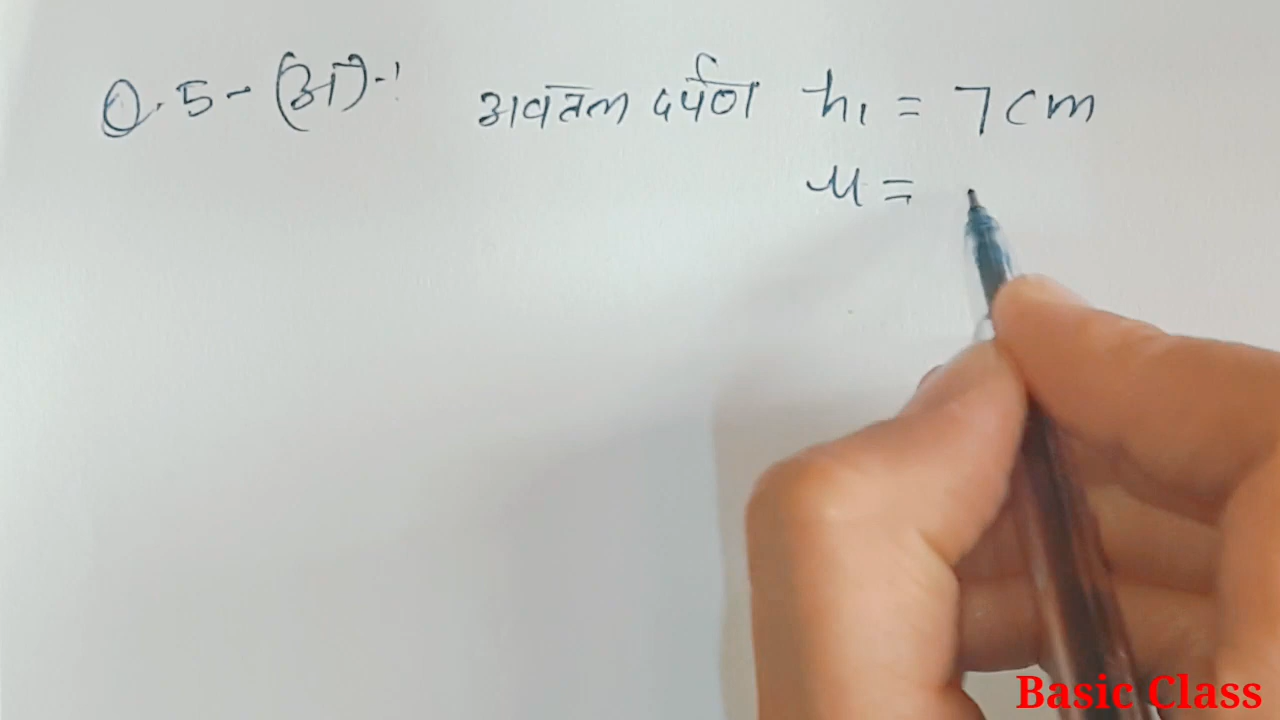 Q.5- (अ)-' अवतल दर्पण h₁ = 7cm
u =
Basic Class